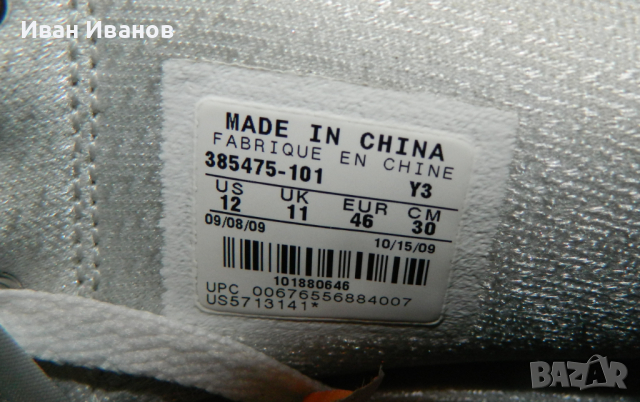 Иван Иванов
MADE IN CHINA
FABRIQUE EN CHINE
385475-101 Y3
US UK EUR CM
12 11 46 30
09/08/09 10/15/09
101880646
UPC 00676556884007
US5713141*
BAZAR